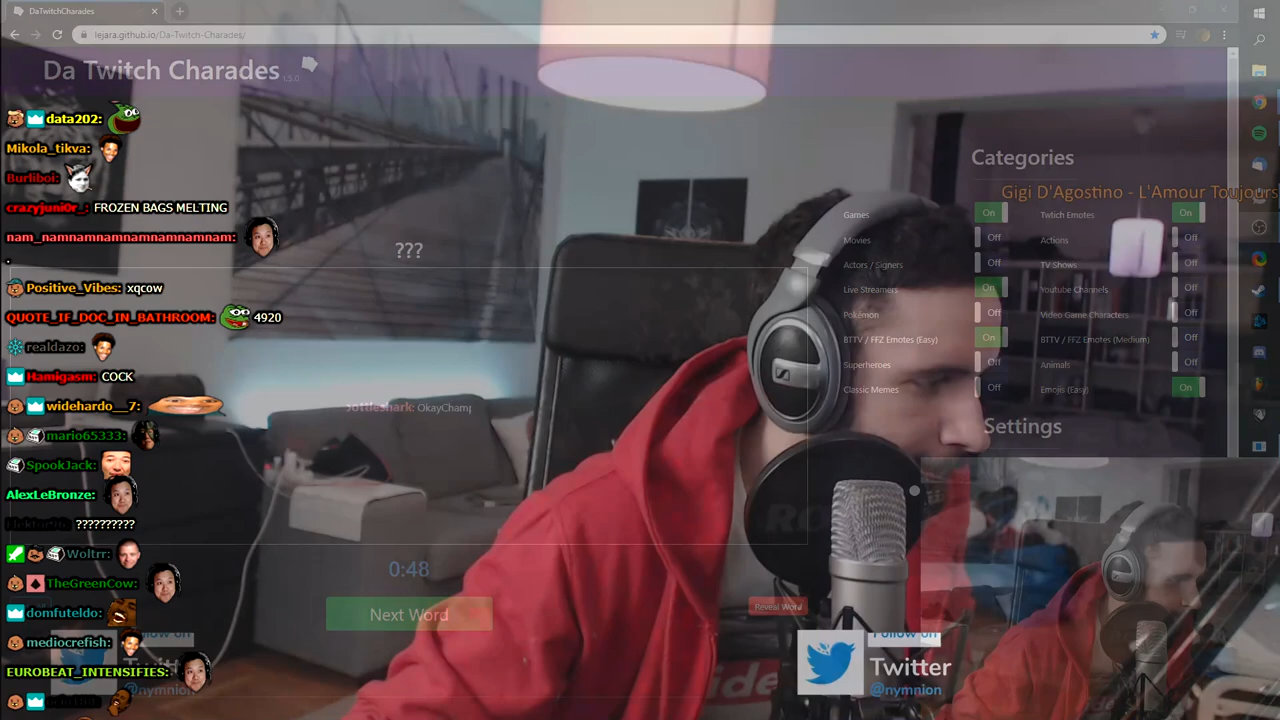 DaTwitchCharades
lejara.github.io/Da-Twitch-Charades/
Da Twitch Charades
v.5.0
data202:
Mikola_tikva:
Burliboi:
crazyjuni0r_: FROZEN BAGS MELTING
nam_namnamnamnamnamnamnam:
Positive_Vibes: xqcow
QUOTE_IF_DOC_IN_BATHROOM: 4920
realdazo:
Hamigasm: COCK
widehardo__7:
mario65333:
SpookJack:
AlexLeBronze:
??????????
Woltrr:
TheGreenCow:
domfuteldo:
mediocrefish:
EUROBEAT_INTENSIFIES:
???
bottleshark: OkayChamp
0:48
Next Word
Reveal Word
Categories
Gigi D'Agostino - L'Amour Toujours
Games On Twitch Emotes On
Movies Off Actions Off
Actors / Signers Off TV Shows Off
Live Streamers On Youtube Channels Off
Pokémon Off Video Game Characters Off
BTTV / FFZ Emotes (Easy) On BTTV / FFZ Emotes (Medium) Off
Superheroes Off Animals Off
Classic Memes Off Emojis (Easy) On
Settings
Follow on
Twitter
@nymnion